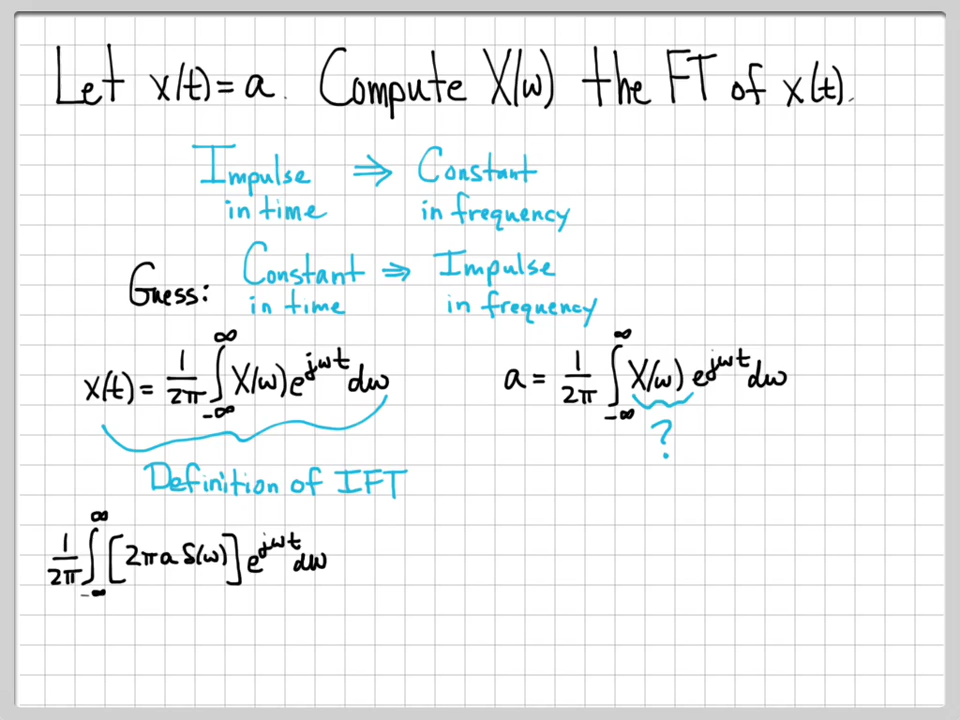 Let x(t) = a. Compute X(ω) the FT of x(t).
Impulse ⇒ Constant
in time in frequency
Guess: Constant ⇒ Impulse
in time in frequency
x(t) = 1/2π ∫_{-∞}^{∞} X(ω) e^{jωt} dω
a = 1/2π ∫_{-∞}^{∞} X(ω) e^{jωt} dω
?
Definition of IFT
1/2π ∫_{-∞}^{∞} [2πa δ(ω)] e^{jωt} dω